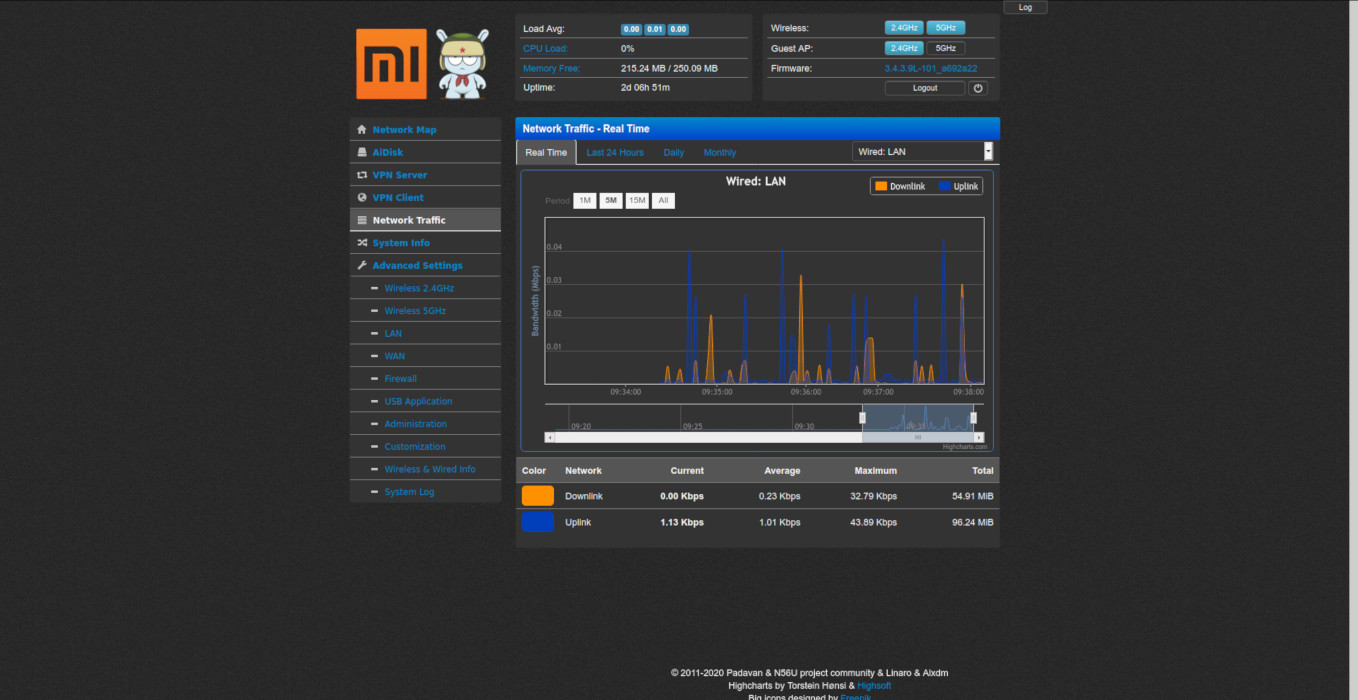 Log
mi
Load Avg: 0.00 0.01 0.00
CPU Load: 0%
Memory Free: 215.24 MB / 250.09 MB
Uptime: 2d 06h 51m
Wireless: 2.4GHz 5GHz
Guest AP: 2.4GHz 5GHz
Firmware: 3.4.3.9L-101_a692a22
Logout
Network Map
AiDisk
VPN Server
VPN Client
Network Traffic
System Info
Advanced Settings
Wireless 2.4GHz
Wireless 5GHz
LAN
WAN
Firewall
USB Application
Administration
Customization
Wireless & Wired Info
System Log
Network Traffic - Real Time
Real Time Last 24 Hours Daily Monthly Wired: LAN
Wired: LAN
Downlink Uplink
Period 1M 5M 15M All
Bandwidth (Mbps)
0.04
0.03
0.02
0.01
09:34:00 09:35:00 09:36:00 09:37:00 09:38:00
09:20 09:25 09:30 09:35
Highcharts.com
Color Network Current Average Maximum Total
Downlink 0.00 Kbps 0.23 Kbps 32.79 Kbps 54.91 MiB
Uplink 1.13 Kbps 1.01 Kbps 43.89 Kbps 96.24 MiB
© 2011-2020 Padavan & N56U project community & Linaro & Alxdm
Highcharts by Torstein Hønsi & Highsoft
Big icons designed by Freepik